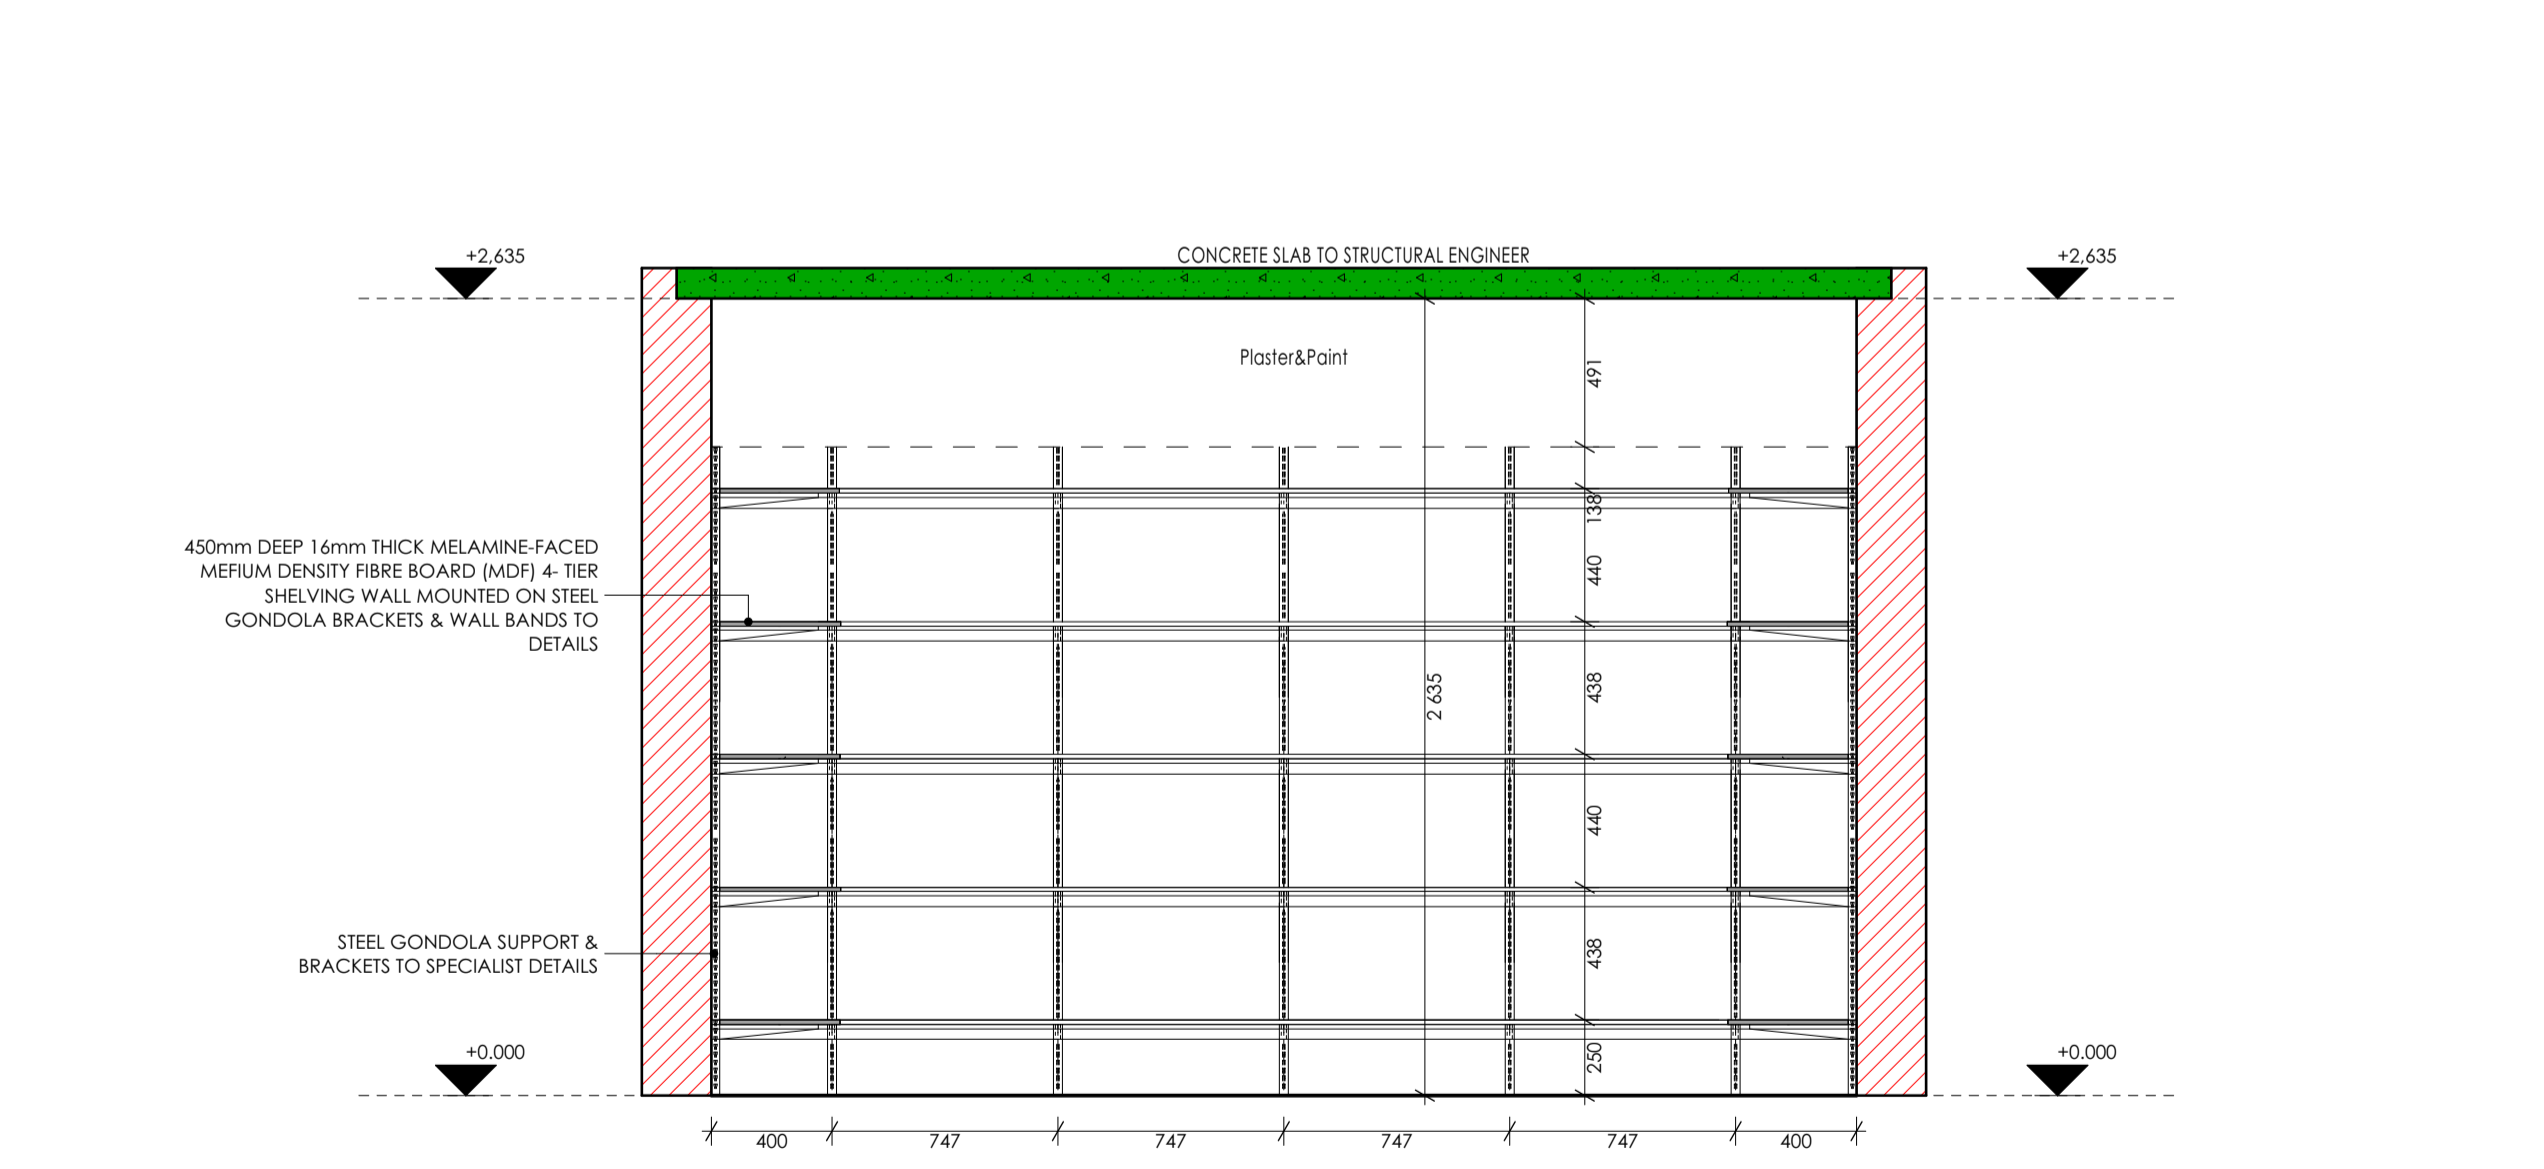 CONCRETE SLAB TO STRUCTURAL ENGINEER
+2,635
+2,635
Plaster&Paint
491
138
450mm DEEP 16mm THICK MELAMINE-FACED
MEFIUM DENSITY FIBRE BOARD (MDF) 4- TIER
SHELVING WALL MOUNTED ON STEEL
GONDOLA BRACKETS & WALL BANDS TO
DETAILS
440
2 635
438
440
STEEL GONDOLA SUPPORT &
BRACKETS TO SPECIALIST DETAILS
438
+0.000
250
+0.000
400
747
747
747
747
400